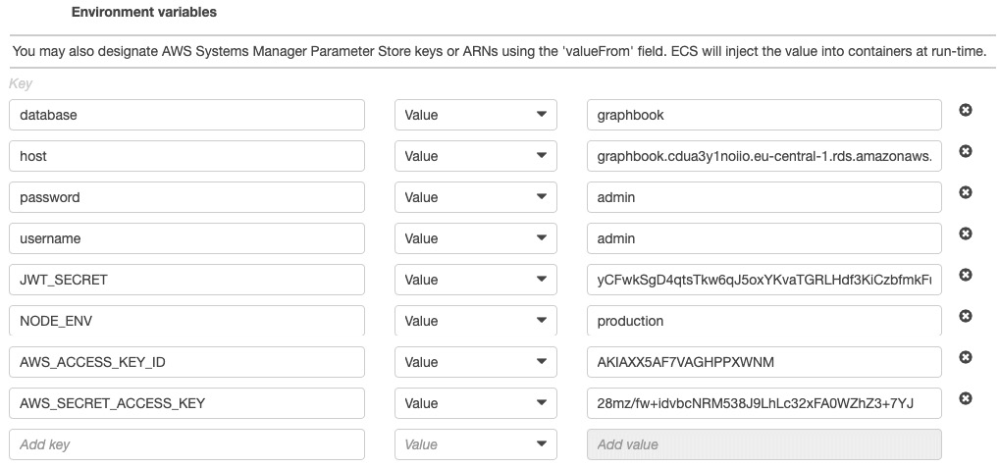 Environment variables
You may also designate AWS Systems Manager Parameter Store keys or ARNs using the 'valueFrom' field. ECS will inject the value into containers at run-time.
Key
database Value graphbook
host Value graphbook.cdua3y1noiio.eu-central-1.rds.amazonaws.
password Value admin
username Value admin
JWT_SECRET Value yCFwkSgD4qtsTkw6qJ5oxYKvaTGRLHdf3KiCzbfmkF
NODE_ENV Value production
AWS_ACCESS_KEY_ID Value AKIAXX5AF7VAGHPPXWNM
AWS_SECRET_ACCESS_KEY Value 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
Add key Value Add value